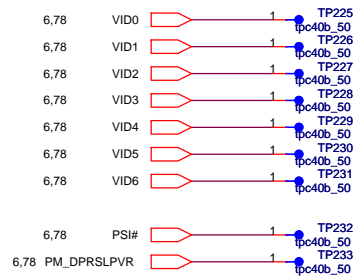 6,78 VID0 1 TP225
tpc40b_50
6,78 VID1 1 TP226
tpc40b_50
6,78 VID2 1 TP227
tpc40b_50
6,78 VID3 1 TP228
tpc40b_50
6,78 VID4 1 TP229
tpc40b_50
6,78 VID5 1 TP230
tpc40b_50
6,78 VID6 1 TP231
tpc40b_50
6,78 PSI# 1 TP232
tpc40b_50
6,78 PM_DPRSLPVR 1 TP233
tpc40b_50